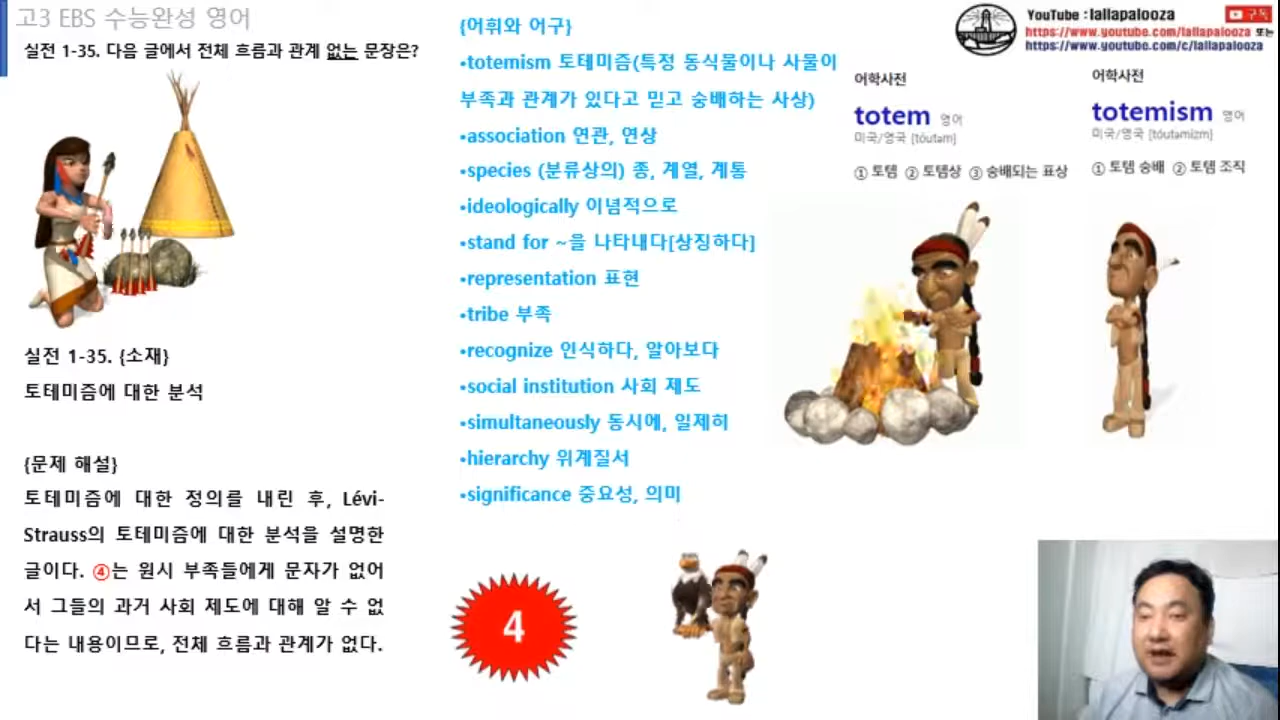 고3 EBS 수능완성 영어
실전 1-35. 다음 글에서 전체 흐름과 관계 없는 문장은?
실전 1-35. {소재}
토테미즘에 대한 분석
{문제 해설}
토테미즘에 대한 정의를 내린 후, Lévi-
Strauss의 토테미즘에 대한 분석을 설명한
글이다. ④는 원시 부족들에게 문자가 없어
서 그들의 과거 사회 제도에 대해 알 수 없
다는 내용이므로, 전체 흐름과 관계가 없다.
{어휘와 어구}
•totemism 토테미즘(특정 동식물이나 사물이
부족과 관계가 있다고 믿고 숭배하는 사상)
•association 연관, 연상
•species (분류상의) 종, 계열, 계통
•ideologically 이념적으로
•stand for ~을 나타내다[상징하다]
•representation 표현
•tribe 부족
•recognize 인식하다, 알아보다
•social institution 사회 제도
•simultaneously 동시에, 일제히
•hierarchy 위계질서
•significance 중요성, 의미
4
YouTube : lallapalooza
구독
https://www.youtube.com/lallapalooza 또는
https://www.youtube.com/c/lallapalooza
어학사전
totem 영어
미국/영국 [tóutəm]
① 토템 ② 토템상 ③ 숭배되는 표상
어학사전
totemism 영어
미국/영국 [tóutəmizm]
① 토템 숭배 ② 토템 조직